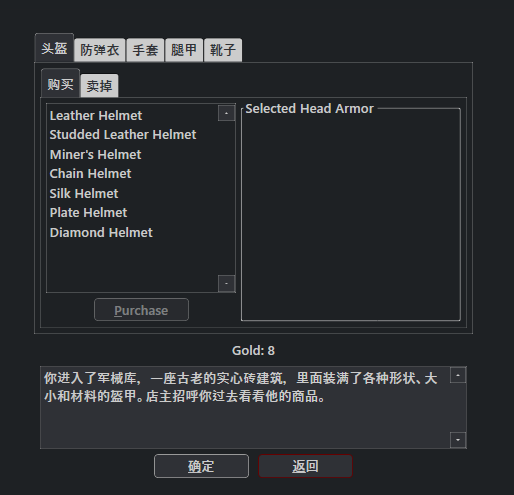 头盔 防弹衣 手套 腿甲 靴子
购买 卖掉
Leather Helmet
Studded Leather Helmet
Miner's Helmet
Chain Helmet
Silk Helmet
Plate Helmet
Diamond Helmet
Selected Head Armor
Purchase
Gold: 8
你进入了军械库，一座古老的实心砖建筑，里面装满了各种形状、大
小和材料的盔甲。店主招呼你过去看看他的商品。
确定 返回